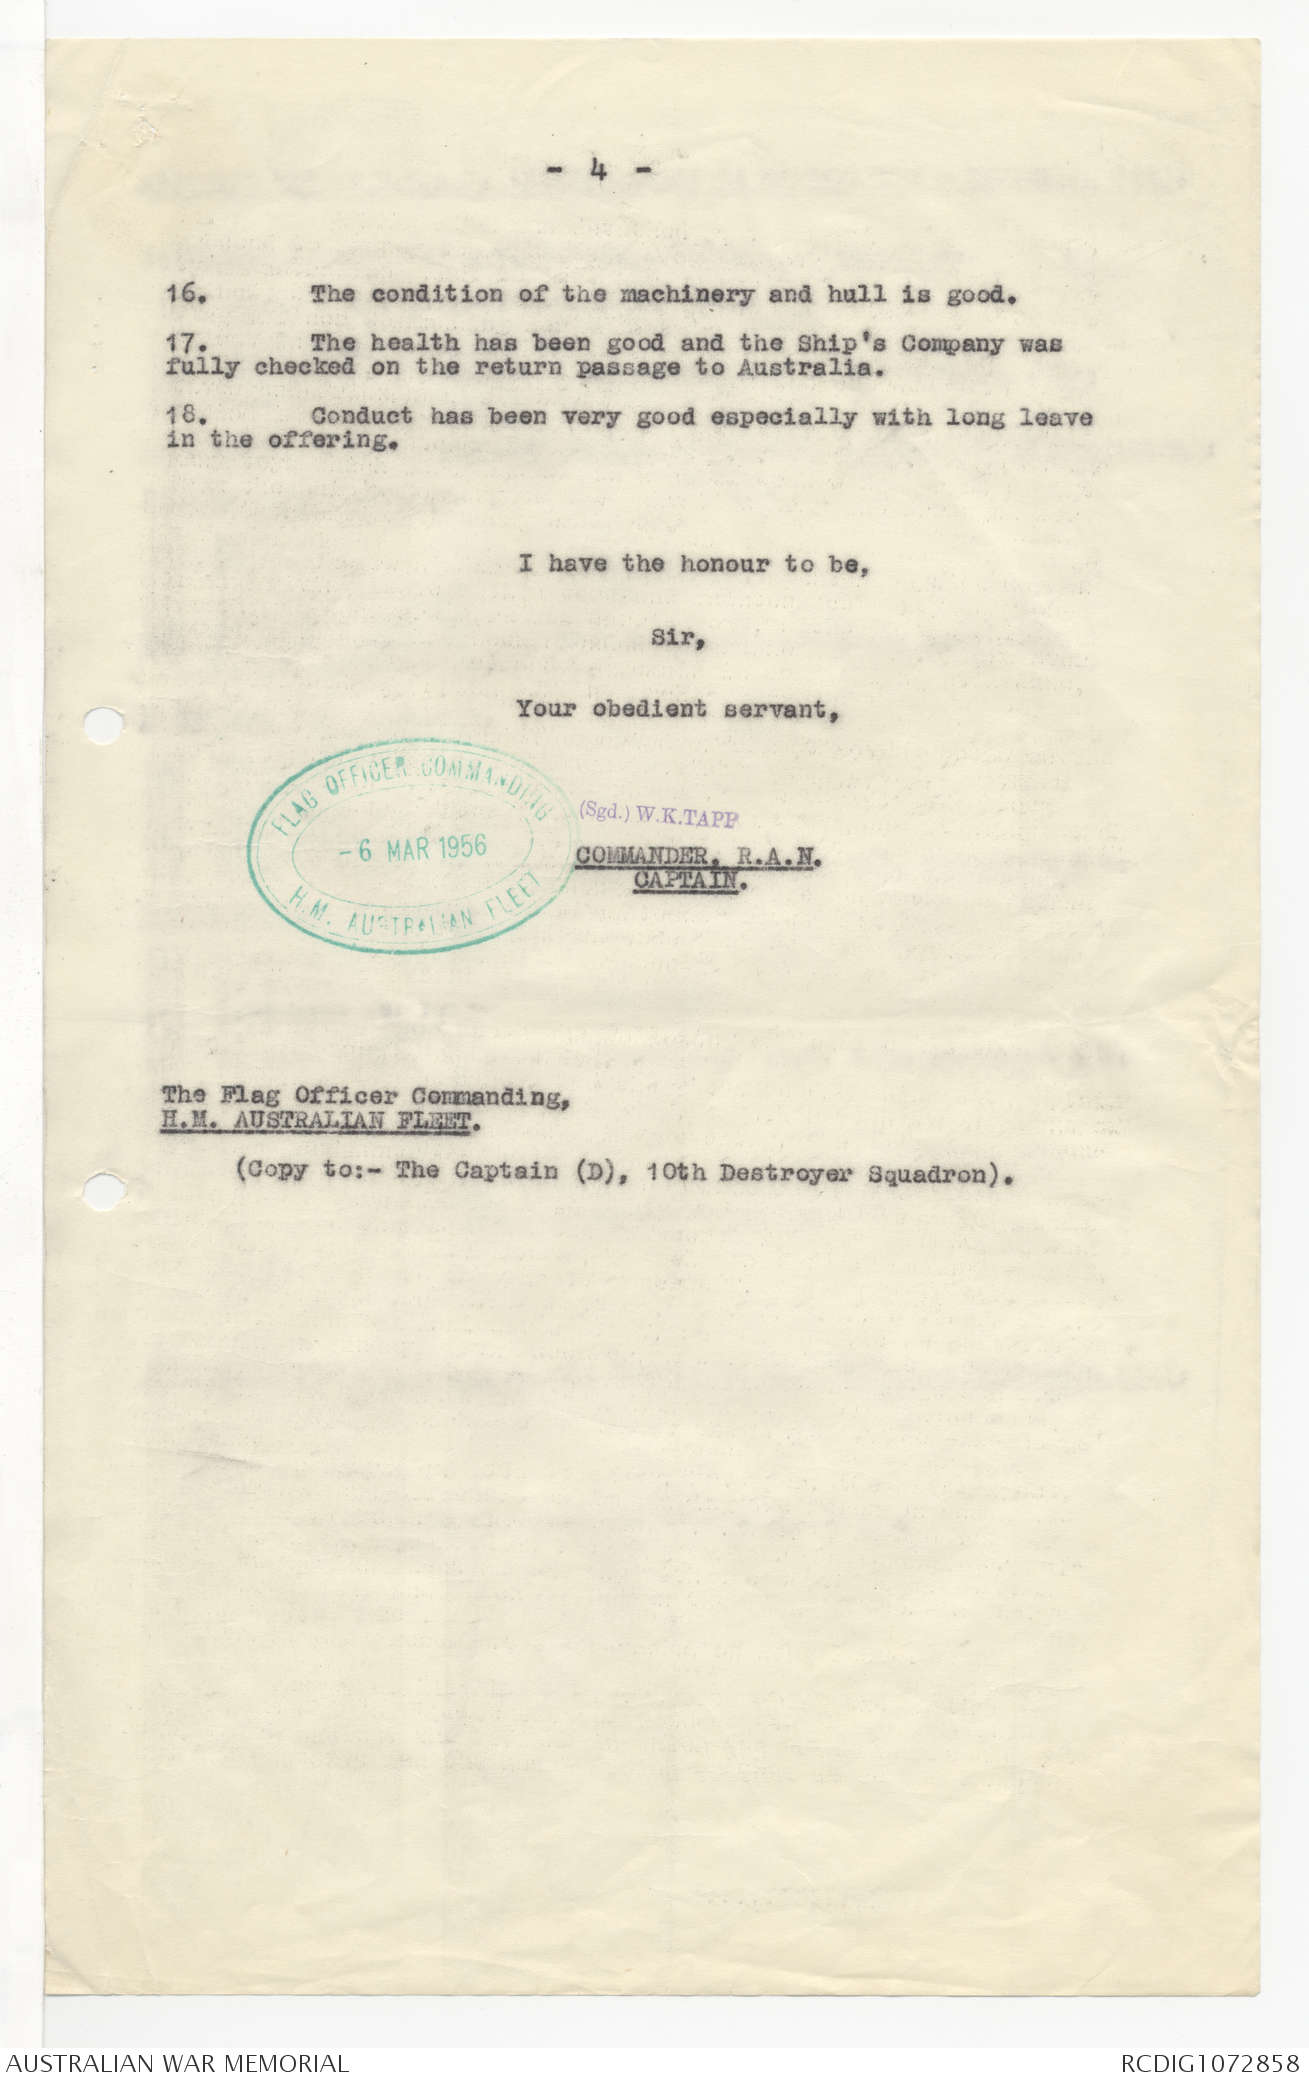 - 4 -
16. The condition of the machinery and hull is good.
17. The health has been good and the Ship's Company was
fully checked on the return passage to Australia.
18. Conduct has been very good especially with long leave
in the offering.
I have the honour to be,
Sir,
Your obedient servant,
FLAG OFFICER COMMANDING
- 6 MAR 1956
H.M. AUSTRALIAN FLEET
(Sgd.) W.K.TAPP
COMMANDER, R.A.N.
CAPTAIN.
The Flag Officer Commanding,
H.M. AUSTRALIAN FLEET.
(Copy to:- The Captain (D), 10th Destroyer Squadron).
AUSTRALIAN WAR MEMORIAL
RCDIG1072858